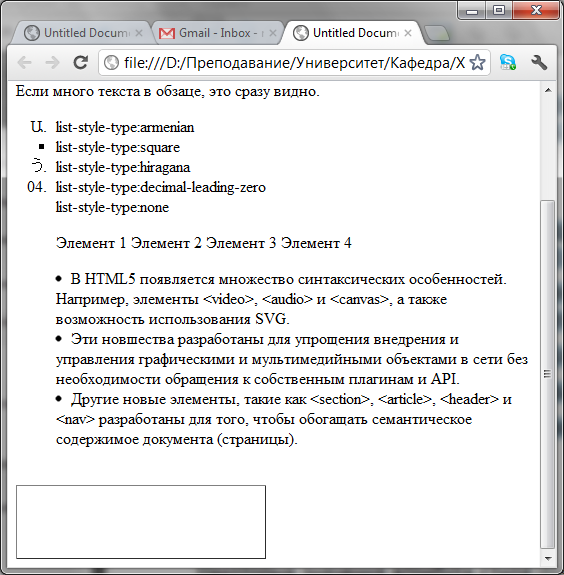 Untitled Docum
Gmail - Inbox -
Untitled Docum
file:///D:/Преподавание/Университет/Кафедра/Х
Если много текста в обзаце, это сразу видно.
Ա. list-style-type:armenian
list-style-type:square
う. list-style-type:hiragana
04. list-style-type:decimal-leading-zero
list-style-type:none
Элемент 1 Элемент 2 Элемент 3 Элемент 4
• В HTML5 появляется множество синтаксических особенностей.
Например, элементы <video>, <audio> и <canvas>, а также
возможность использования SVG.
• Эти новшества разработаны для упрощения внедрения и
управления графическими и мультимедийными объектами в сети без
необходимости обращения к собственным плагинам и API.
• Другие новые элементы, такие как <section>, <article>, <header> и
<nav> разработаны для того, чтобы обогащать семантическое
содержимое документа (страницы).